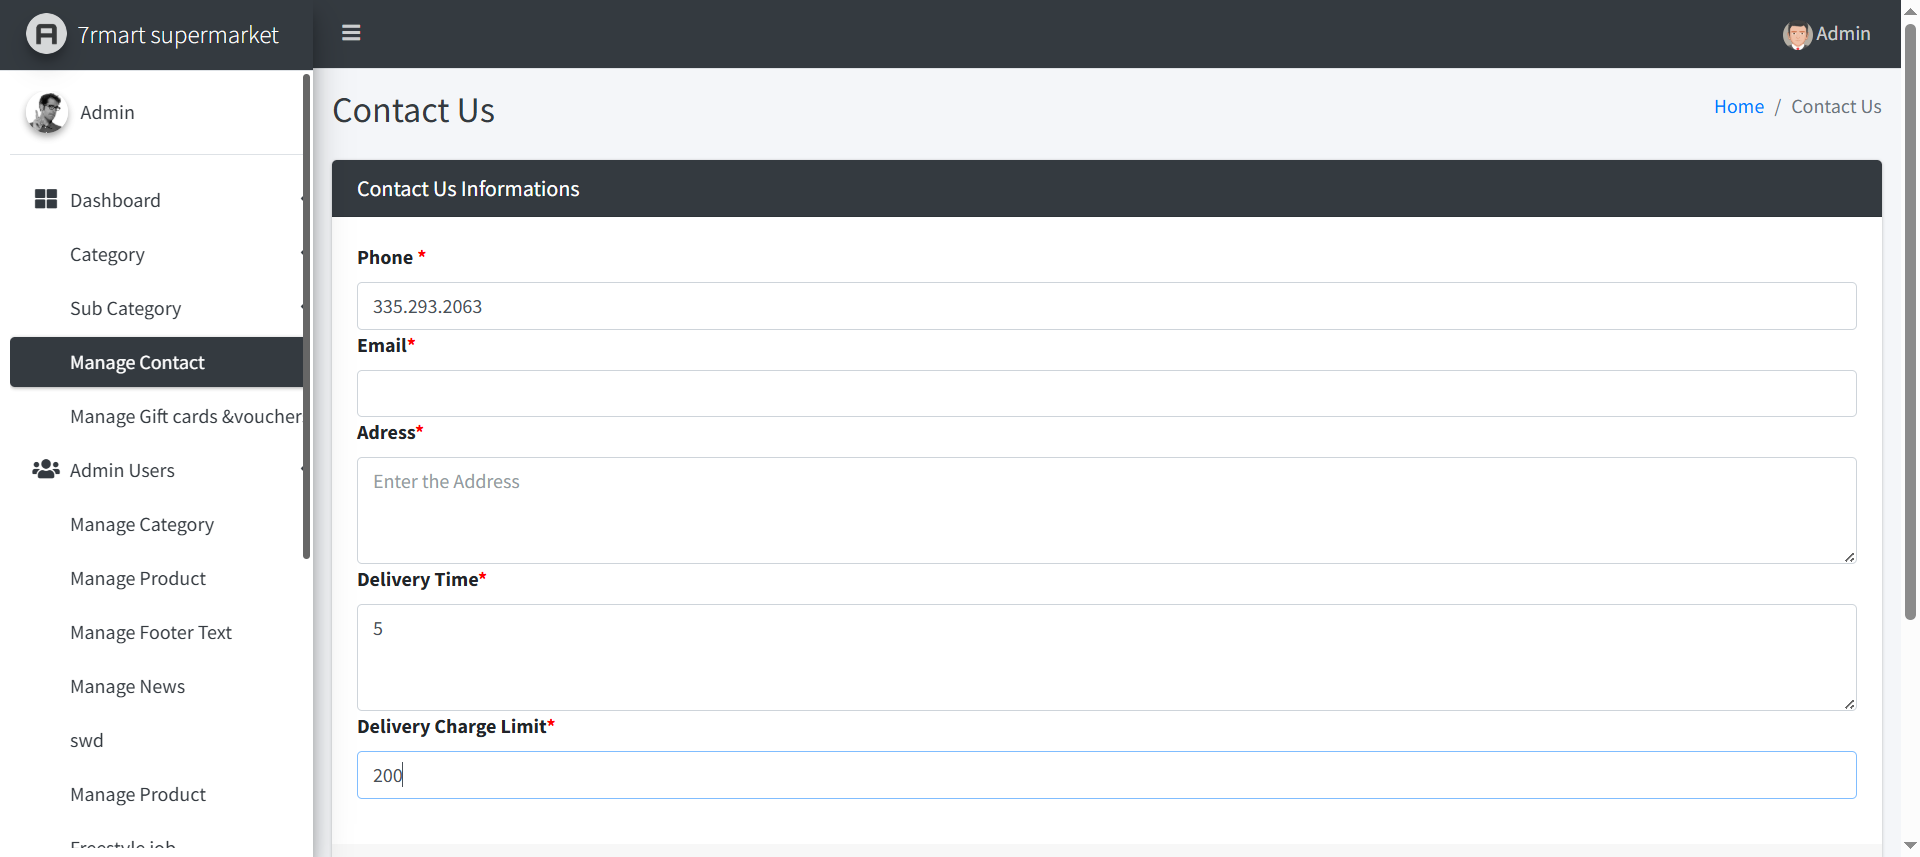 7rmart supermarket
Admin
Admin
Contact Us
Home / Contact Us
Dashboard
Category
Sub Category
Manage Contact
Manage Gift cards &voucher
Admin Users
Manage Category
Manage Product
Manage Footer Text
Manage News
swd
Manage Product
Freestyle job
Contact Us Informations
Phone *
335.293.2063
Email*
Adress*
Enter the Address
Delivery Time*
5
Delivery Charge Limit*
200